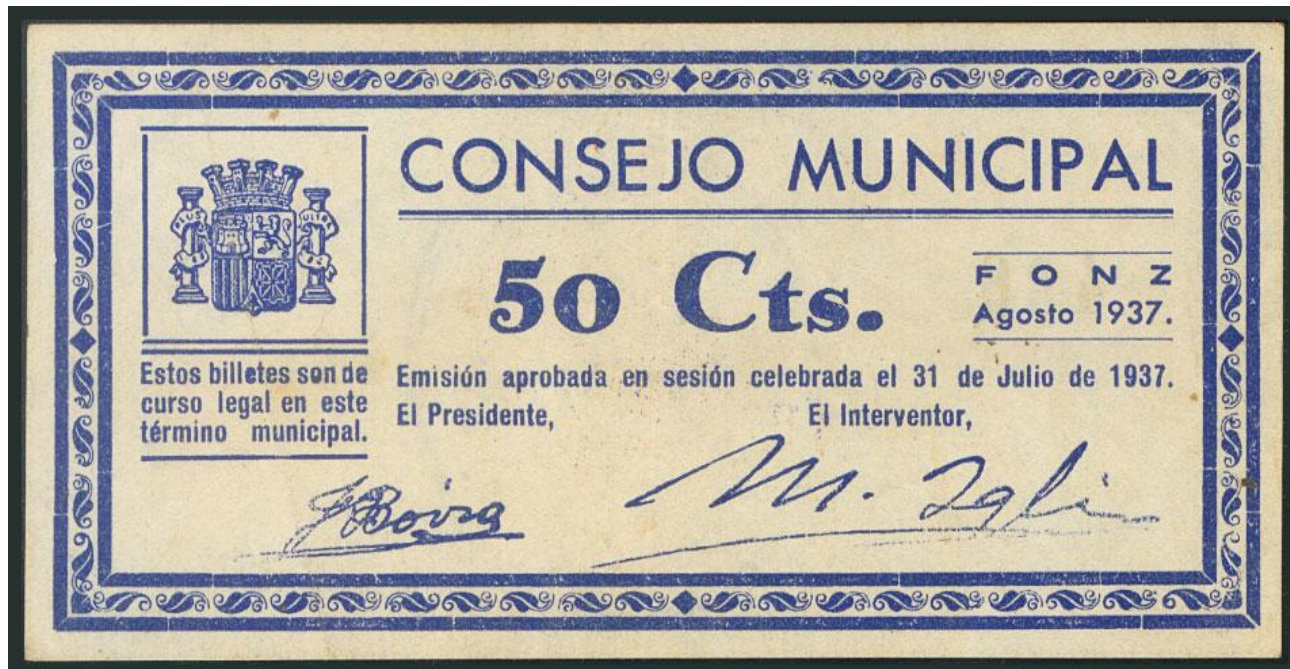 CONSEJO MUNICIPAL
50 Cts.
FONZ
Agosto 1937.
PLUS
ULTRA
Estos billetes son de
curso legal en este
término municipal.
Emisión aprobada en sesión celebrada el 31 de Julio de 1937.
El Presidente,
El Interventor,